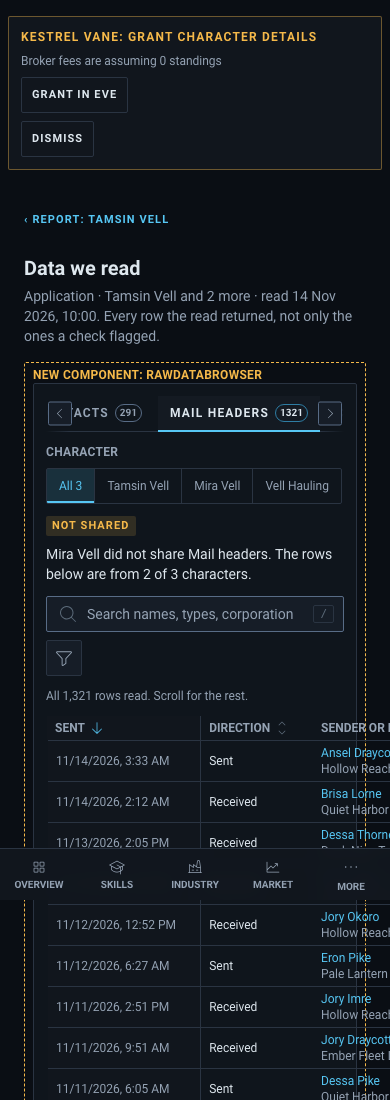 KESTREL VANE: GRANT CHARACTER DETAILS
Broker fees are assuming 0 standings
GRANT IN EVE
DISMISS
‹ REPORT: TAMSIN VELL
Data we read
Application · Tamsin Vell and 2 more · read 14 Nov
2026, 10:00. Every row the read returned, not only the
ones a check flagged.
NEW COMPONENT: RAWDATABROWSER
ACTS 291 MAIL HEADERS 1321
CHARACTER
All 3 Tamsin Vell Mira Vell Vell Hauling
NOT SHARED
Mira Vell did not share Mail headers. The rows
below are from 2 of 3 characters.
Search names, types, corporation /
All 1,321 rows read. Scroll for the rest.
SENT DIRECTION SENDER OR
11/14/2026, 3:33 AM Sent Ansel Drayco
Hollow Reach
11/14/2026, 2:12 AM Received Brisa Lorne
Quiet Harbor
11/13/2026, 2:05 PM Received Dessa Thorn
OVERVIEW SKILLS INDUSTRY MARKET MORE
11/12/2026, 12:52 PM Received Jory Okoro
Hollow Reach
11/12/2026, 6:27 AM Sent Eron Pike
Pale Lantern
11/11/2026, 2:51 PM Received Jory Imre
Hollow Reach
11/11/2026, 9:51 AM Received Jory Draycott
Ember Fleet
11/11/2026, 6:05 AM Sent Dessa Pike
Quiet Harbor